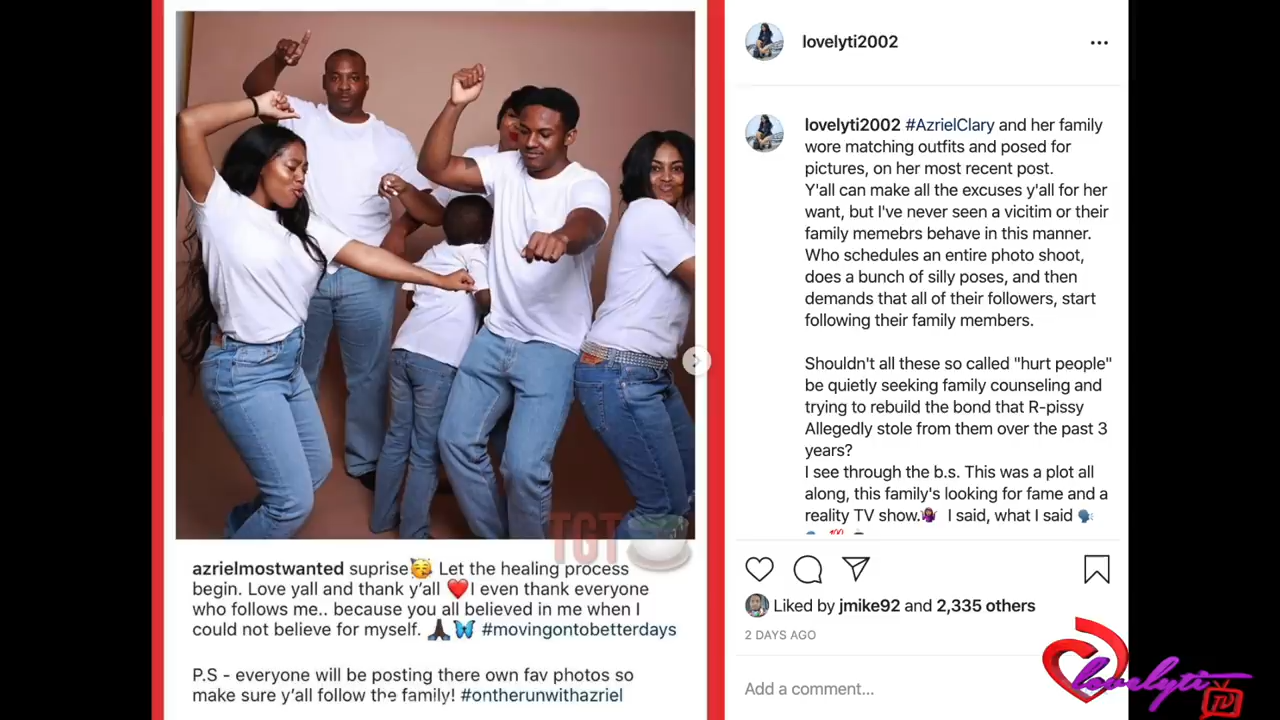 lovelyti2002
lovelyti2002 #AzrielClary and her family
wore matching outfits and posed for
pictures, on her most recent post.
Y'all can make all the excuses y'all for her
want, but I've never seen a vicitim or their
family memebrs behave in this manner.
Who schedules an entire photo shoot,
does a bunch of silly poses, and then
demands that all of their followers, start
following their family members.
Shouldn't all these so called "hurt people"
be quietly seeking family counseling and
trying to rebuild the bond that R-pissy
Allegedly stole from them over the past 3
years?
I see through the b.s. This was a plot all
along, this family's looking for fame and a
reality TV show.🤷🏾‍♀️ I said, what I said 🗣
💯
Liked by jmike92 and 2,335 others
2 DAYS AGO
Add a comment...
TGT
azrielmostwanted suprise🥳 Let the healing process
begin. Love yall and thank y'all ❤️I even thank everyone
who follows me.. because you all believed in me when I
could not believe for myself. 🙏🏿🦋 #movingontobetterdays
P.S - everyone will be posting there own fav photos so
make sure y'all follow the family! #ontherunwithazriel
lovelyti
TV